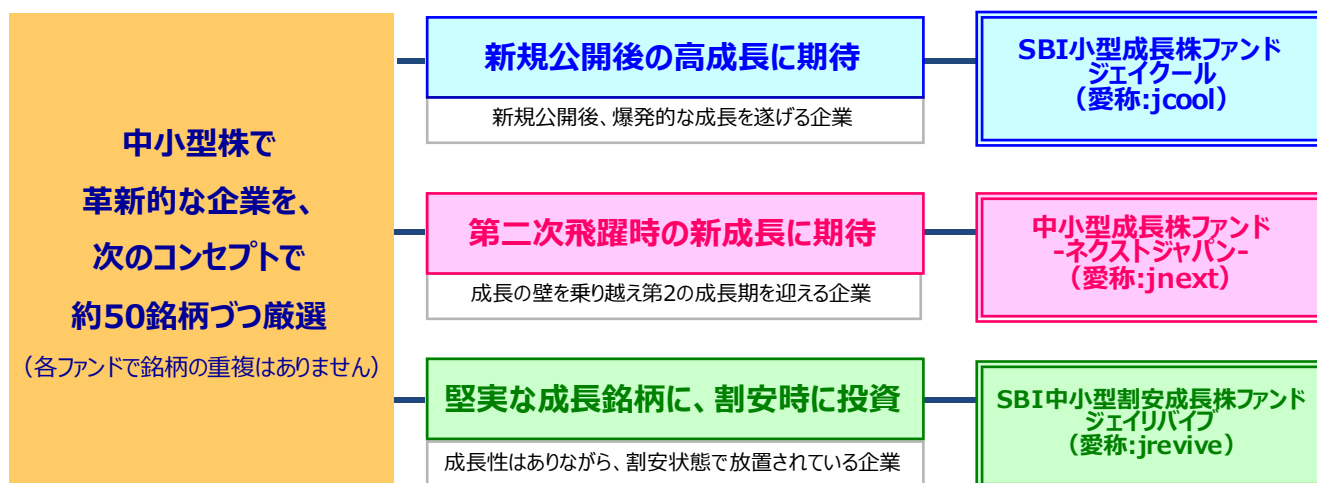 中小型株で
革新的な企業を、
次のコンセプトで
約50銘柄づつ厳選
（各ファンドで銘柄の重複はありません）
新規公開後の高成長に期待
新規公開後、爆発的な成長を遂げる企業
SBI小型成長株ファンド
ジェイクール
（愛称:jcool）
第二次飛躍時の新成長に期待
成長の壁を乗り越え第2の成長期を迎える企業
中小型成長株ファンド
-ネクストジャパン-
（愛称:jnext）
堅実な成長銘柄に、割安時に投資
成長性はありながら、割安状態で放置されている企業
SBI中小型割安成長株ファンド
ジェイリバイブ
（愛称:jrevive）